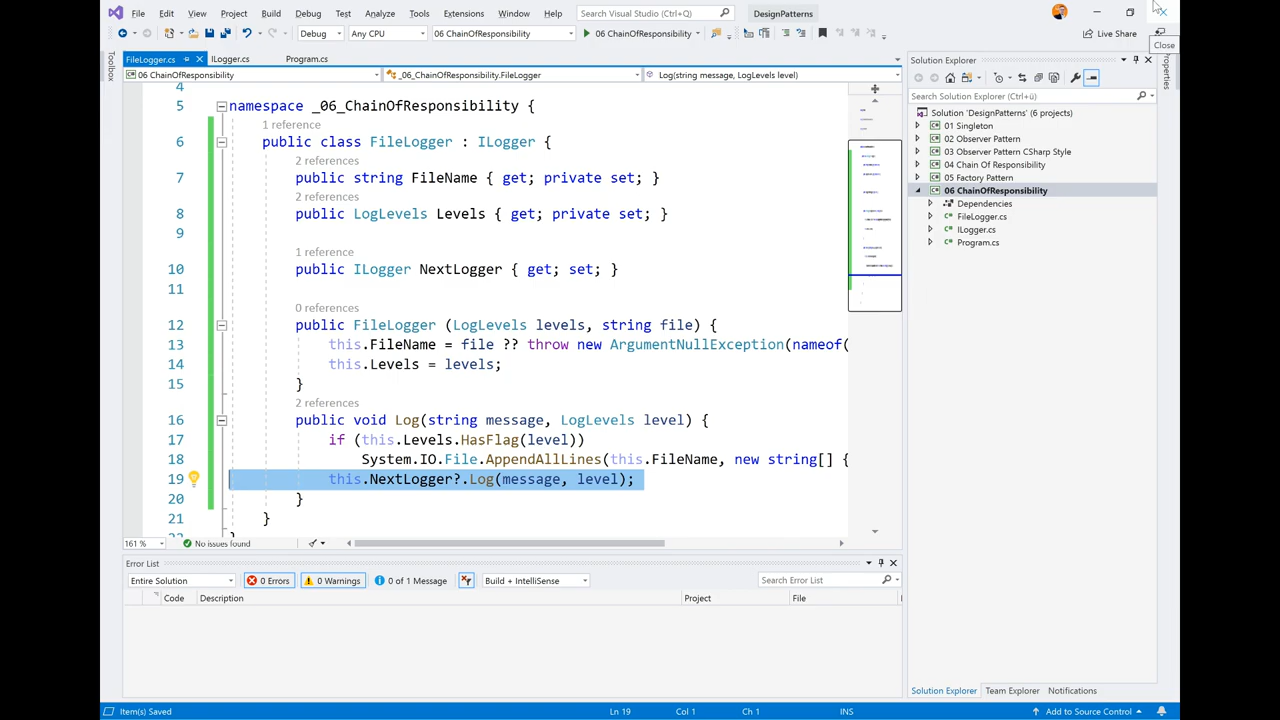 File Edit View Project Build Debug Test Analyze Tools Extensions Window Help Search Visual Studio (Ctrl+Q) DesignPatterns
Debug Any CPU 06 ChainOfResponsibility 06 ChainOfResponsibility Live Share Close
Toolbox
FileLogger.cs ILogger.cs Program.cs
06 ChainOfResponsibility _06_ChainOfResponsibility.FileLogger Log(string message, LogLevels level)
4
5 namespace _06_ChainOfResponsibility {
1 reference
6 public class FileLogger : ILogger {
2 references
7 public string FileName { get; private set; }
2 references
8 public LogLevels Levels { get; private set; }
9
1 reference
10 public ILogger NextLogger { get; set; }
11
0 references
12 public FileLogger (LogLevels levels, string file) {
13 this.FileName = file ?? throw new ArgumentNullException(nameof(
14 this.Levels = levels;
15 }
2 references
16 public void Log(string message, LogLevels level) {
17 if (this.Levels.HasFlag(level))
18 System.IO.File.AppendAllLines(this.FileName, new string[] {
19 this.NextLogger?.Log(message, level);
20 }
21 }
22 }
161 % No issues found
Error List
Entire Solution 0 Errors 0 Warnings 0 of 1 Message Build + IntelliSense Search Error List
Code Description Project File
Solution Explorer
Search Solution Explorer (Ctrl+ü)
Solution 'DesignPatterns' (6 projects)
01 Singleton
02 Observer Pattern
03 Observer Pattern CSharp Style
04 Chain Of Responsibility
05 Factory Pattern
06 ChainOfResponsibility
Dependencies
FileLogger.cs
ILogger.cs
Program.cs
Properties
Solution Explorer Team Explorer Notifications
Item(s) Saved Ln 19 Col 1 Ch 1 INS Add to Source Control